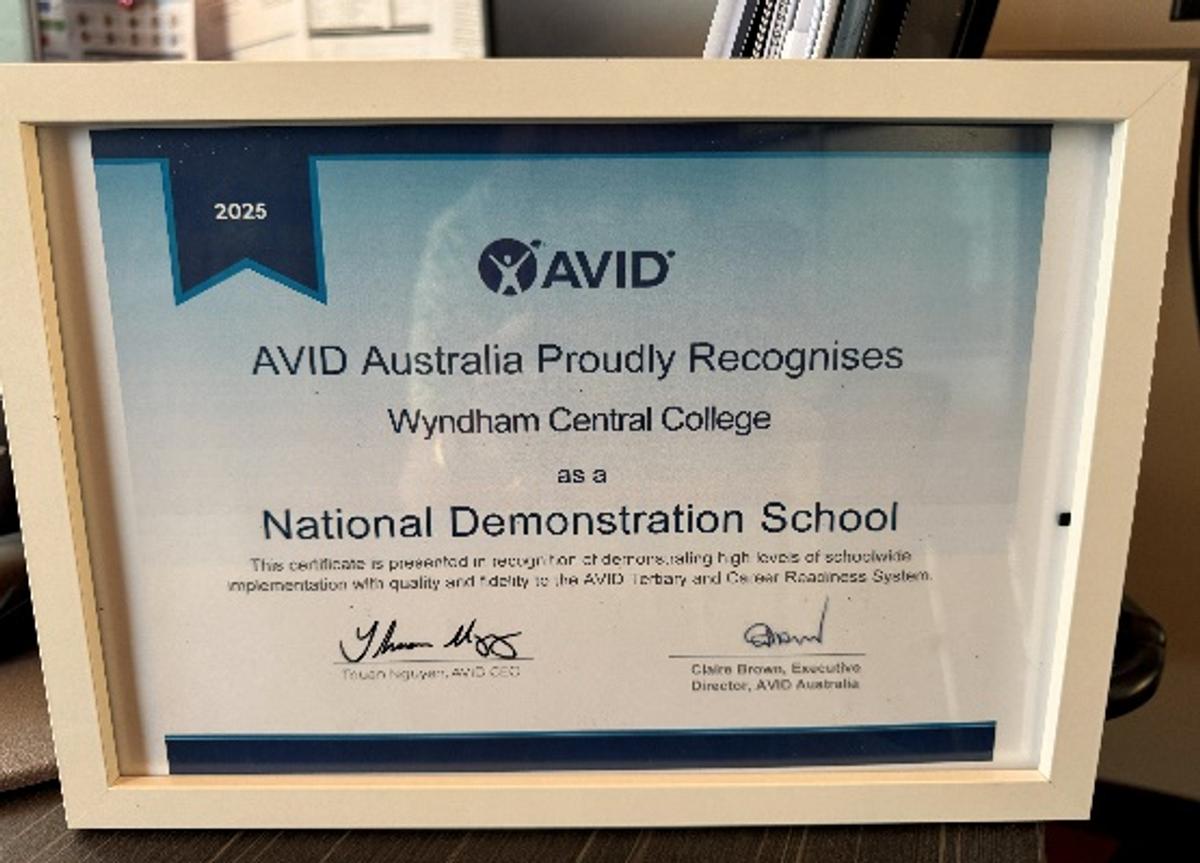 2025
AVID
AVID Australia Proudly Recognises
Wyndham Central College
as a
National Demonstration School
This certificate is presented in recognition of demonstrating high levels of schoolwide
implementation with quality and fidelity to the AVID Tertiary and Career Readiness System.
Thuan Nguyen, AVID CEO
Claire Brown, Executive
Director, AVID Australia